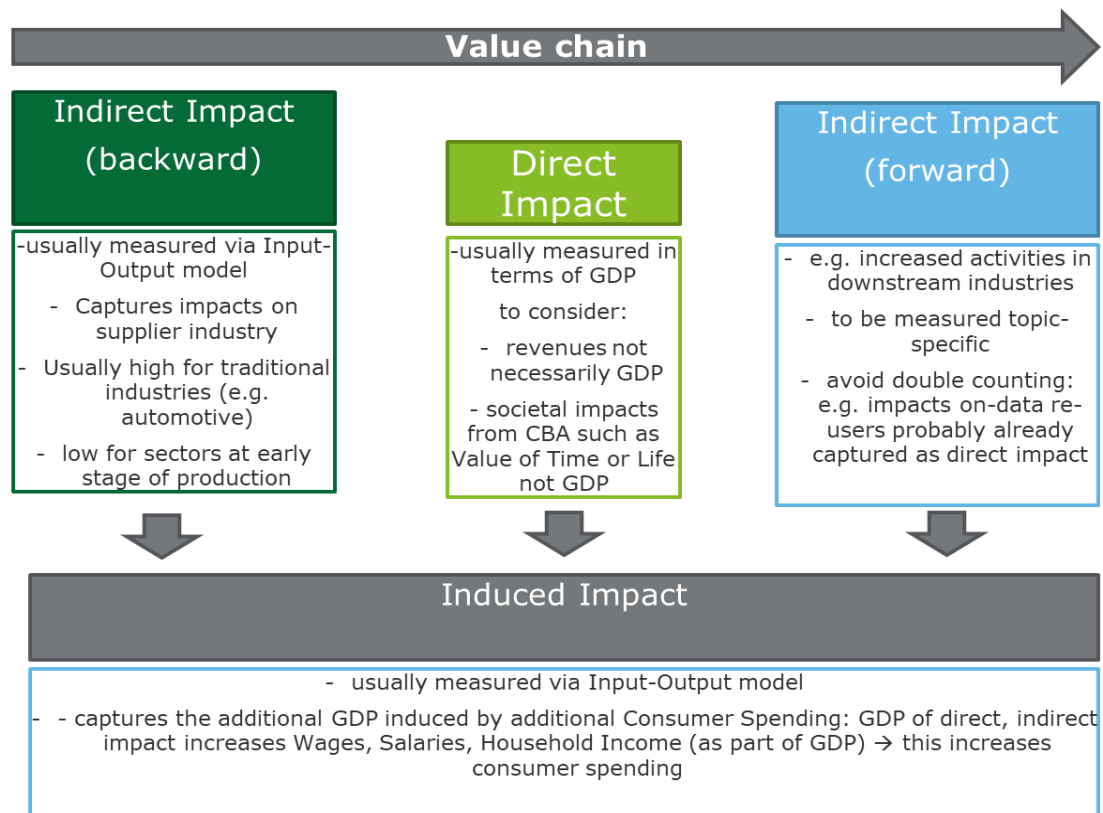 Value chain
Indirect Impact
(backward)
-usually measured via Input-
Output model
- Captures impacts on
supplier industry
- Usually high for traditional
industries (e.g.
automotive)
- low for sectors at early
stage of production
Direct
Impact
-usually measured in
terms of GDP
to consider:
- revenues not
necessarily GDP
- societal impacts
from CBA such as
Value of Time or Life
not GDP
Indirect Impact
(forward)
- e.g. increased activities in
downstream industries
- to be measured topic-
specific
- avoid double counting:
e.g. impacts on-data re-
users probably already
captured as direct impact
Induced Impact
- usually measured via Input-Output model
- - captures the additional GDP induced by additional Consumer Spending: GDP of direct, indirect
impact increases Wages, Salaries, Household Income (as part of GDP) → this increases
consumer spending